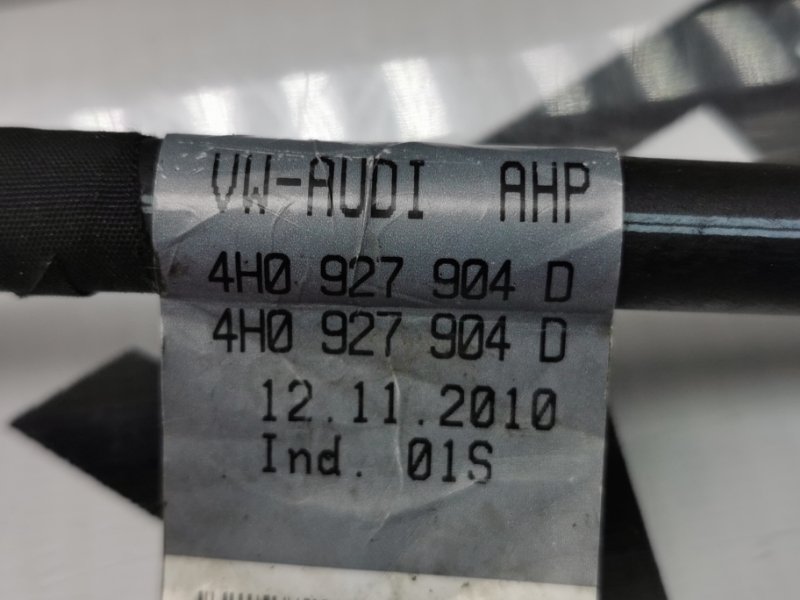 VW-AUDI AHP
4H0 927 904 D
4H0 927 904 D
12.11.2010
Ind. 01S